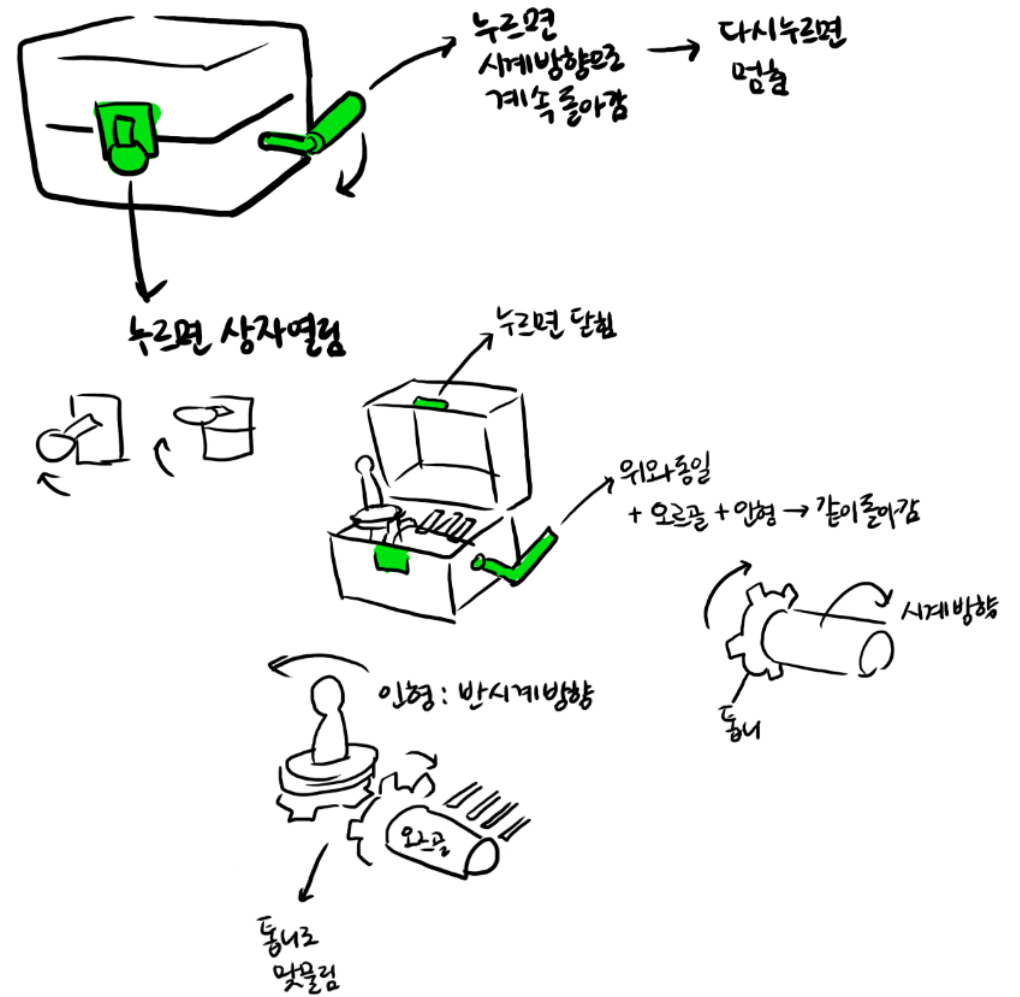 누르면
시계방향으로
계속 돌아감
다시누르면
멈춤
누르면 상자열림
누르면 닫힘
위와동일
+ 오르골 + 인형 → 같이돌아감
시계방향
톱니
인형 : 반시계방향
오르골
톱니로
맞물림